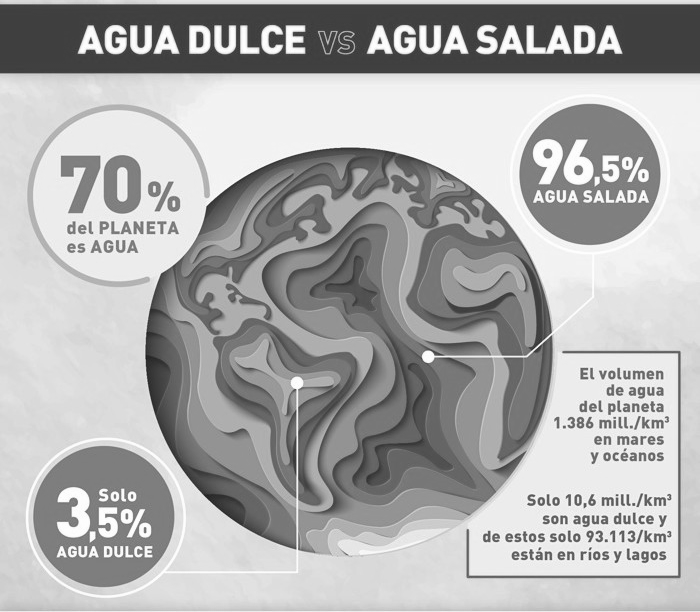 AGUA DULCE VS AGUA SALADA
70%
del PLANETA
es AGUA
96,5%
AGUA SALADA
El volumen
de agua
del planeta
1.386 mill./km³
en mares
y océanos
Solo 10,6 mill./km³
son agua dulce y
de estos solo 93.113/km³
están en ríos y lagos
Solo
3,5%
AGUA DULCE